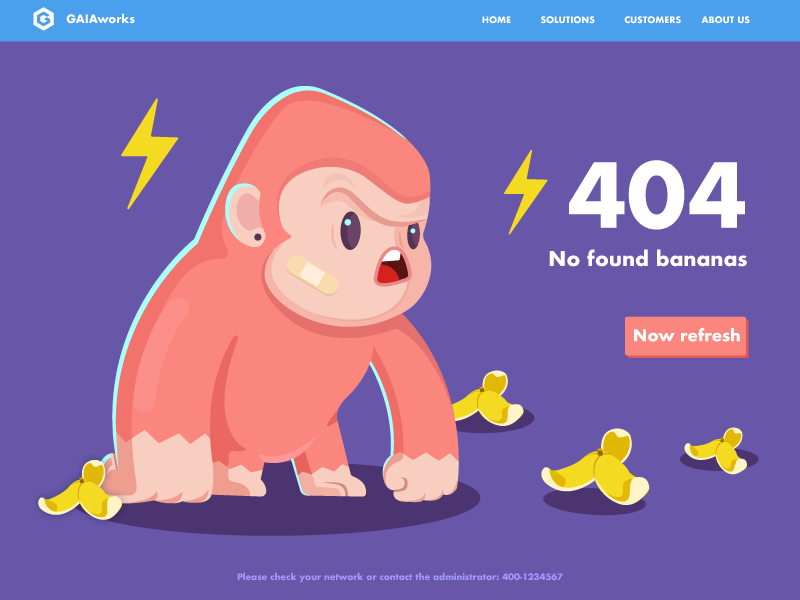 GAIAworks
HOME SOLUTIONS CUSTOMERS ABOUT US
404
No found bananas
Now refresh
Please check your network or contact the administrator: 400-1234567